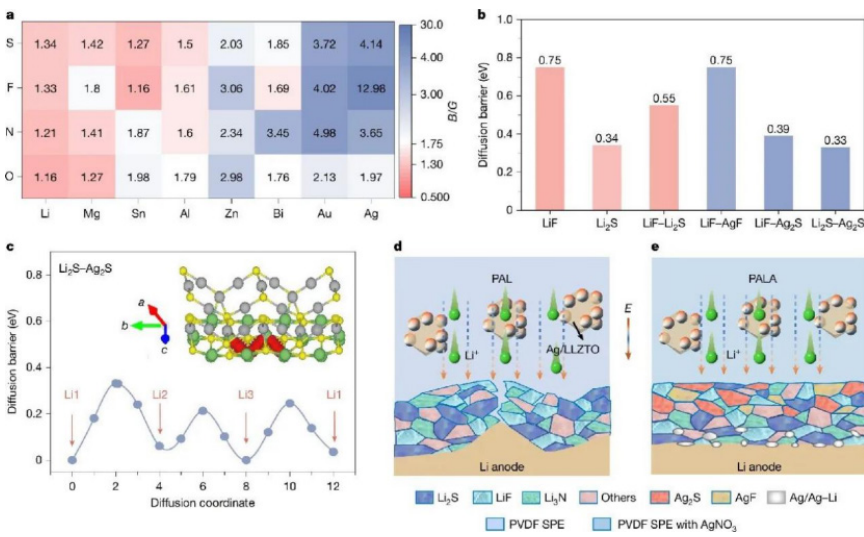 a
S 1.34 1.42 1.27 1.5 2.03 1.85 3.72 4.14
F 1.33 1.8 1.16 1.61 3.06 1.69 4.02 12.98
N 1.21 1.41 1.87 1.6 2.34 3.45 4.98 3.65
O 1.16 1.27 1.98 1.79 2.98 1.76 2.13 1.97
Li Mg Sn Al Zn Bi Au Ag
30.0
4.00
3.00
1.75
1.30
0.500
B/G
b
Diffusion barrier (eV)
0.8
0.4
0.2
0
0.75 0.34 0.55 0.75 0.39 0.33
LiF Li₂S LiF–Li₂S LiF–AgF LiF–Ag₂S Li₂S–Ag₂S
c
Li₂S–Ag₂S
a
b
c
Diffusion barrier (eV)
0.8
0.6
0.4
0.2
0
Li1 Li2 Li3 Li1
0 2 4 6 8 10 12
Diffusion coordinate
d
PAL
Li⁺
Ag/LLZTO
Li anode
E
e
PALA
Li⁺
Li anode
Li₂S LiF Li₃N Others Ag₂S AgF Ag/Ag–Li
PVDF SPE PVDF SPE with AgNO₃